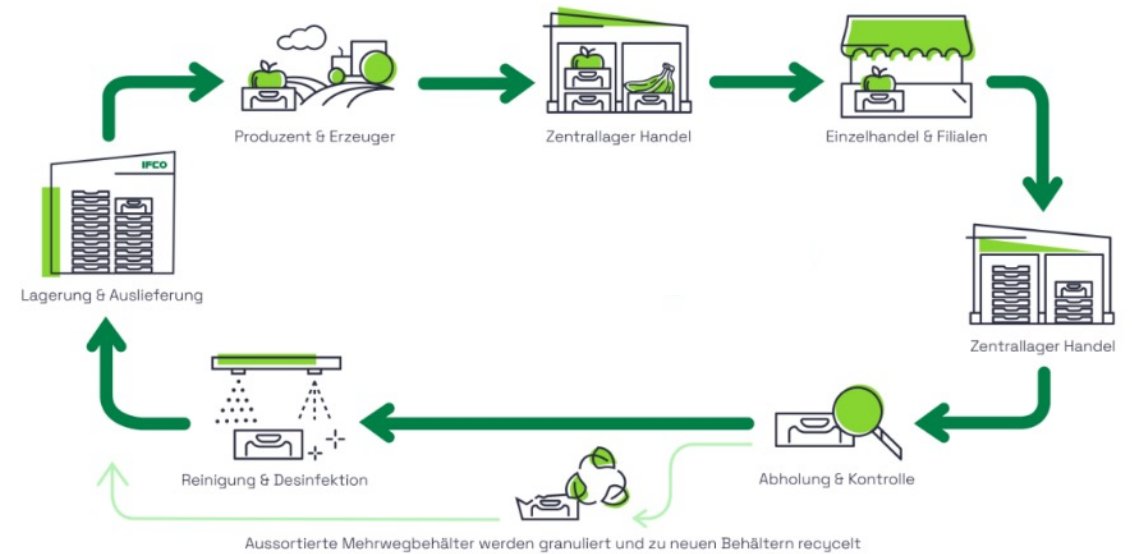 Produzent & Erzeuger
Zentrallager Handel
Einzelhandel & Filialen
IFCO
Lagerung & Auslieferung
Zentrallager Handel
Reinigung & Desinfektion
Abholung & Kontrolle
Aussortierte Mehrwegbehälter werden granuliert und zu neuen Behältern recycelt